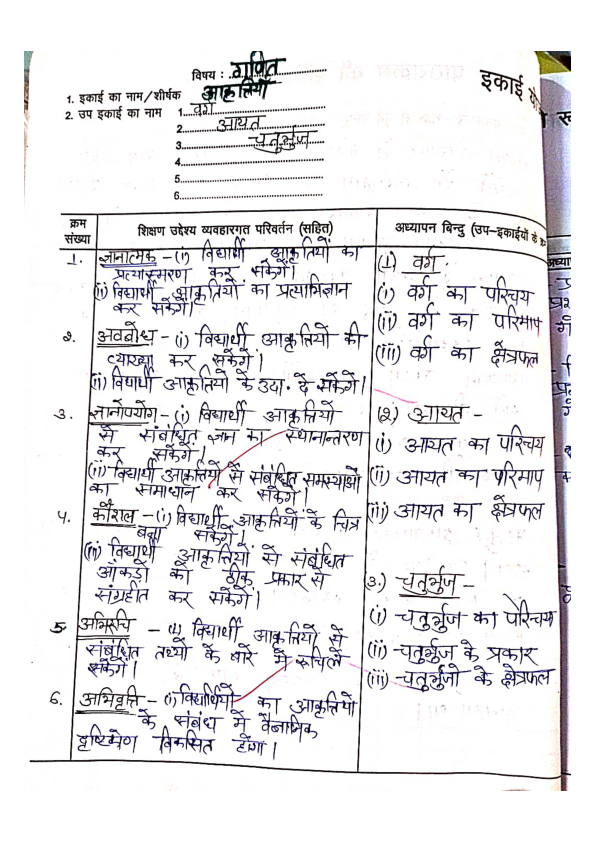 विषय : गणित
इकाई यो
1. इकाई का नाम/शीर्षक आकृतियाँ
2. उप इकाई का नाम 1. वर्ग
2. आयत
3. चतुर्भुज
4.
5.
6.
क्रम संख्या
शिक्षण उद्देश्य व्यवहारगत परिवर्तन (सहित)
अध्यापन बिन्दु (उप–इकाईयों के
1. ज्ञानात्मक – (i) विद्यार्थी आकृतियों का
प्रत्यास्मरण कर सकेंगे।
(ii) विद्यार्थी आकृतियों का प्रत्याभिज्ञान
कर सकेंगे।
२. अवबोध – (i) विद्यार्थी आकृतियों की
व्याख्या कर सकेंगे।
(ii) विद्यार्थी आकृतियों के उदा. दे सकेंगे।
३. ज्ञानोपयोग – (i) विद्यार्थी आकृतियो
से संबंधित ज्ञान का स्थानान्तरण
कर सकेंगे।
(ii) विद्यार्थी आकृतियों से संबंधित समस्याओं
का समाधान कर सकेंगे।
4. कौशल – (i) विद्यार्थी आकृतियों के चित्र
बना सकेंगे।
(ii) विद्यार्थी आकृतियों से संबंधित
आंकडों को ठीक प्रकार से
संग्रहीत कर सकेंगे।
5. अभिरुचि – (i) विद्यार्थी आकृतियों से
संबंधित तथ्यों के बारे में रुचि लें
सकेंगे।
6. अभिवृत्ति – (i) विद्यार्थियों का आकृतियों
के संबंध में वैज्ञानिक
दृष्टिकोण विकसित होगा।
(1) वर्ग
(i) वर्ग का परिचय
(ii) वर्ग का परिमाप
(iii) वर्ग का क्षेत्रफल
(२) आयत –
(i) आयत का परिचय
(ii) आयत का परिमाप
(iii) आयत का क्षेत्रफल
३.) चतुर्भुज –
(i) चतुर्भुज का परिचय
(ii) चतुर्भुज के प्रकार
(iii) चतुर्भुजो के क्षेत्रफल